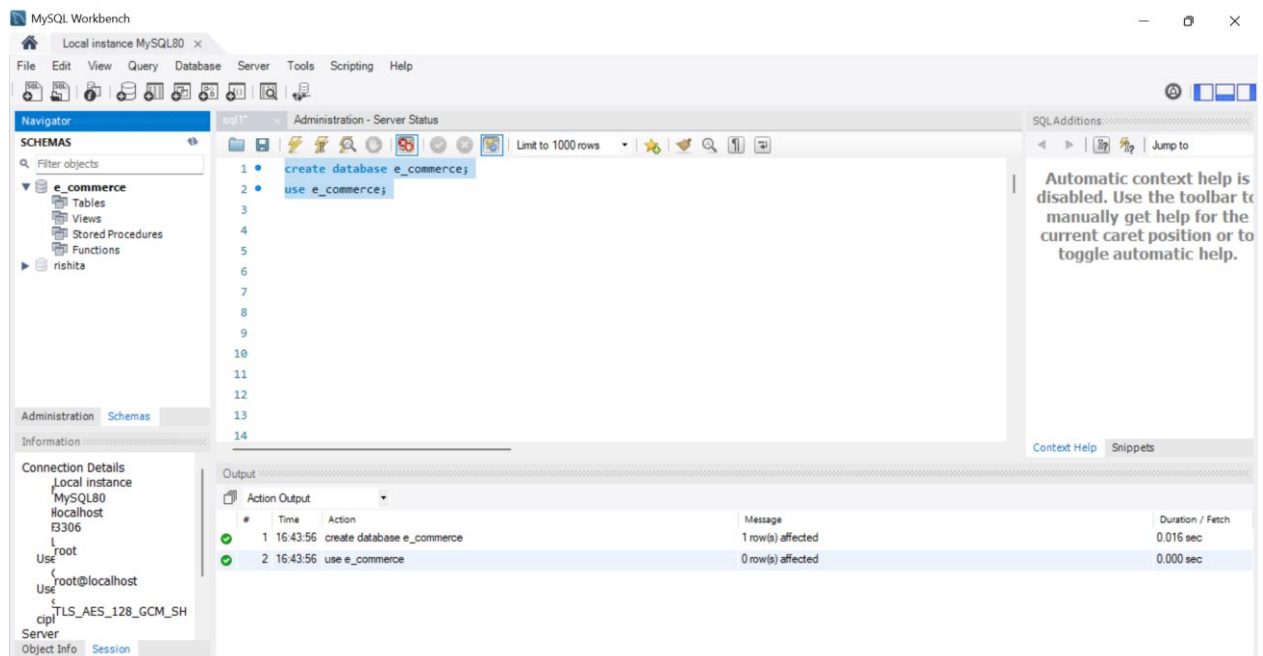 MySQL Workbench
Local instance MySQL80
File Edit View Query Database Server Tools Scripting Help
Navigator
SCHEMAS
Filter objects
e_commerce
Tables
Views
Stored Procedures
Functions
rishita
Administration Schemas
Information
Connection Details
Local instance
MySQL80
localhost
3306
root
Use
root@localhost
Use
TLS_AES_128_GCM_SH
cipl
Server
Object Info Session
sql1* Administration - Server Status
Limit to 1000 rows
1 create database e_commerce;
2 use e_commerce;
3
4
5
6
7
8
9
10
11
12
13
14
SQLAdditions
Jump to
Automatic context help is
disabled. Use the toolbar to
manually get help for the
current caret position or to
toggle automatic help.
Context Help Snippets
Output
Action Output
# Time Action Message Duration / Fetch
1 16:43:56 create database e_commerce 1 row(s) affected 0.016 sec
2 16:43:56 use e_commerce 0 row(s) affected 0.000 sec